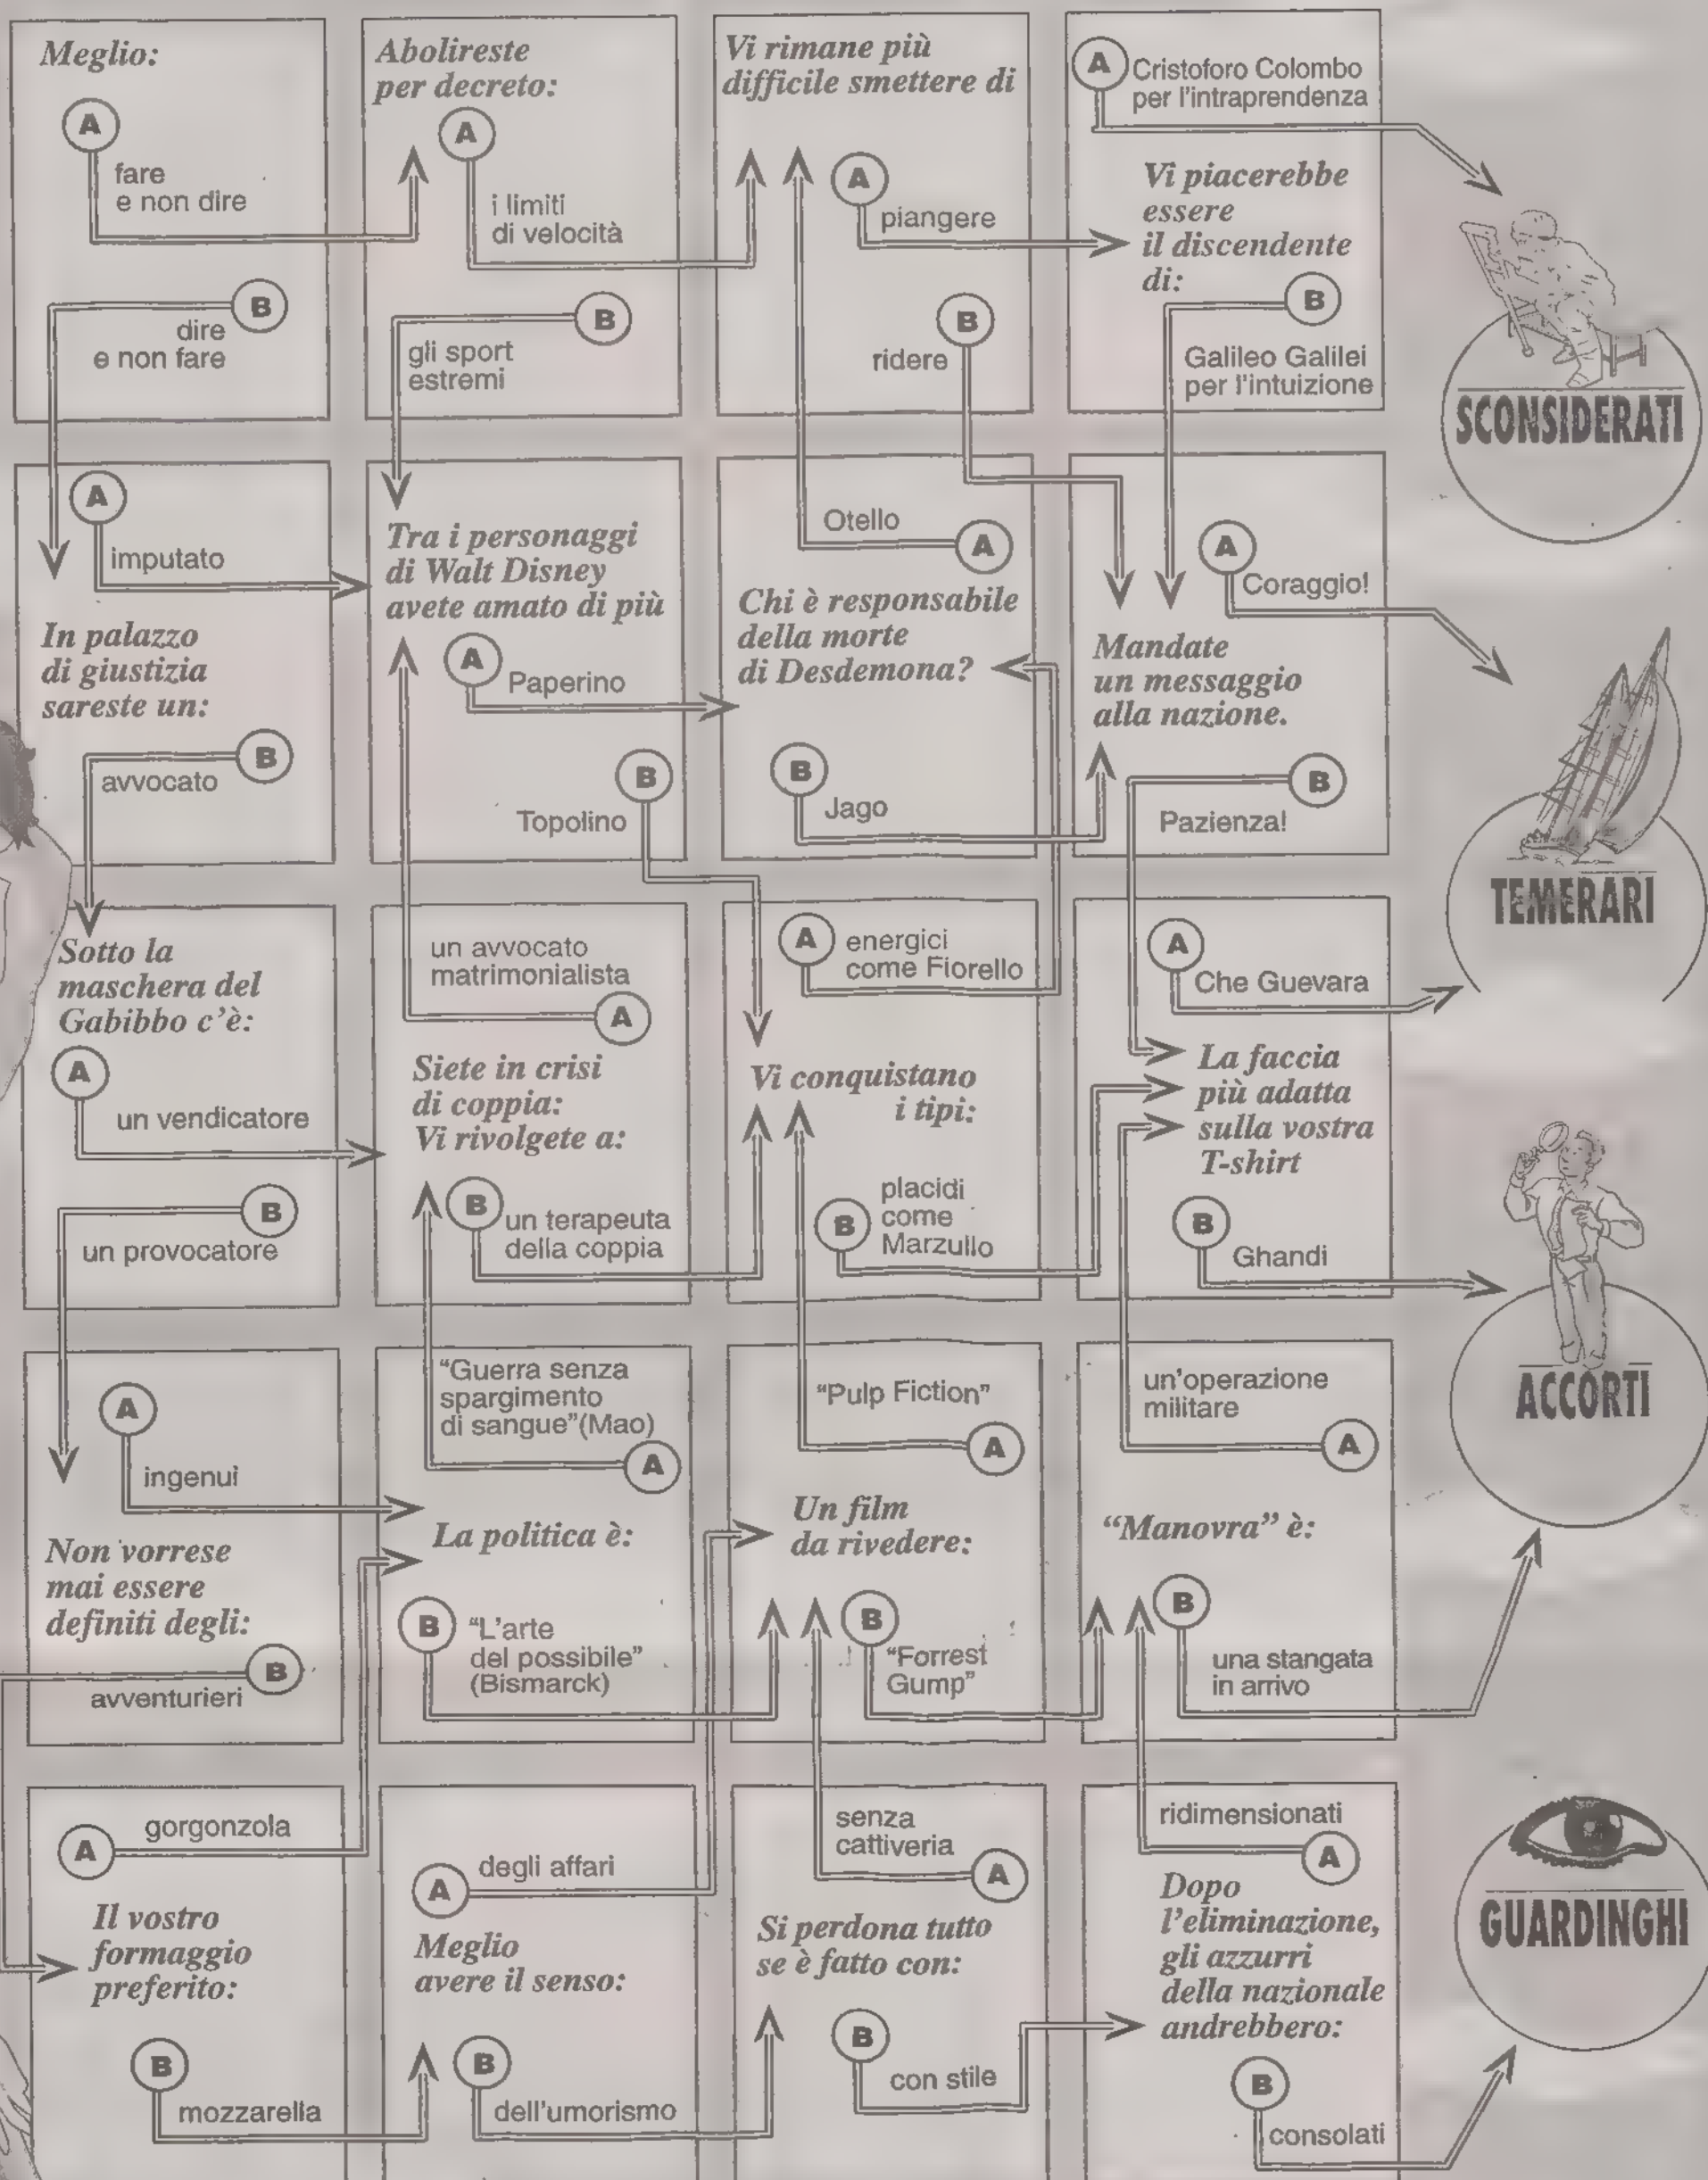 Meglio:
A
fare
e non dire
B
dire
e non fare
Abolireste
per decreto:
A
i limiti
di velocità
B
gli sport
estremi
Vi rimane più
difficile smettere di
A
piangere
B
ridere
A
Cristoforo Colombo
per l'intraprendenza
Vi piacerebbe
essere
il discendente
di:
B
Galileo Galilei
per l'intuizione
SCONSIDERATI
A
imputato
In palazzo
di giustizia
sareste un:
B
avvocato
Tra i personaggi
di Walt Disney
avete amato di più
A
Paperino
B
Topolino
Otello
A
Chi è responsabile
della morte
di Desdemona?
B
Jago
A
Coraggio!
Mandate
un messaggio
alla nazione.
B
Pazienza!
TEMERARI
Sotto la
maschera del
Gabibbo c'è:
A
un vendicatore
B
un provocatore
un avvocato
matrimonialista
A
Siete in crisi
di coppia:
Vi rivolgete a:
B
un terapeuta
della coppia
A
energici
come Fiorello
Vi conquistano
i tipi:
B
placidi
come
Marzullo
A
Che Guevara
La faccia
più adatta
sulla vostra
T-shirt
B
Ghandi
ACCORTI
A
ingenui
Non vorrese
mai essere
definiti degli:
B
avventurieri
"Guerra senza
spargimento
di sangue"(Mao)
A
La politica è:
B
"L'arte
del possibile"
(Bismarck)
"Pulp Fiction"
A
Un film
da rivedere:
B
"Forrest
Gump"
un'operazione
militare
A
"Manovra" è:
B
una stangata
in arrivo
A
gorgonzola
Il vostro
formaggio
preferito:
B
mozzarella
A
degli affari
Meglio
avere il senso:
B
dell'umorismo
senza
cattiveria
A
Si perdona tutto
se è fatto con:
B
con stile
ridimensionati
A
Dopo
l'eliminazione,
gli azzurri
della nazionale
andrebbero:
B
consolati
GUARDINGHI